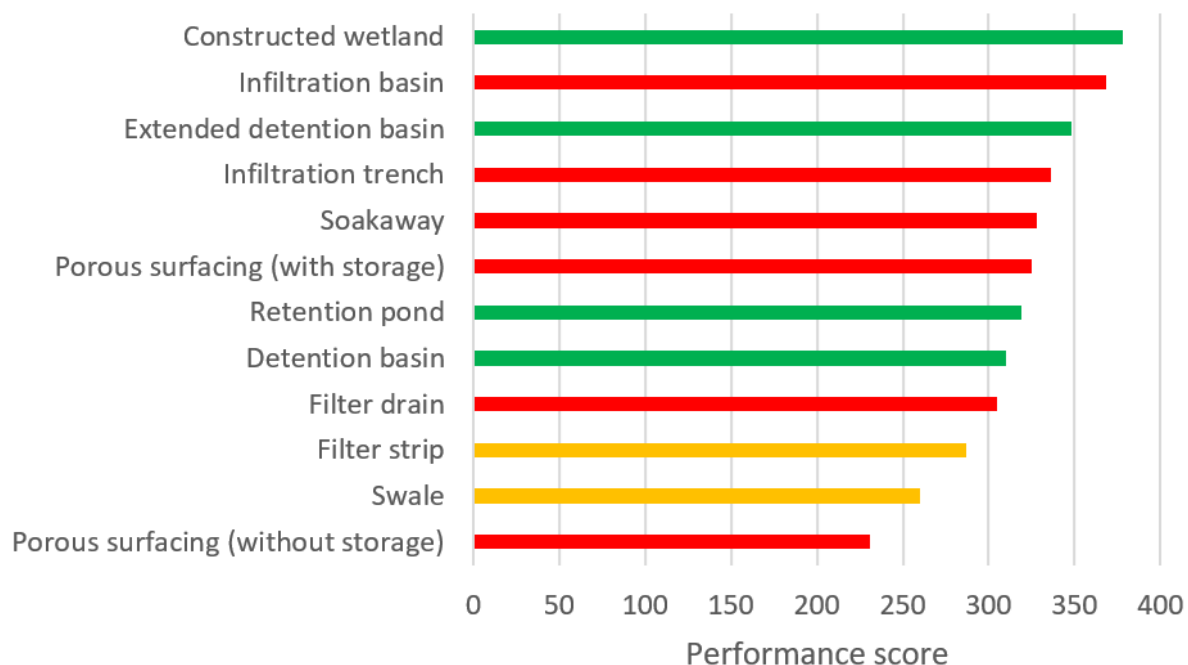 Constructed wetland
Infiltration basin
Extended detention basin
Infiltration trench
Soakaway
Porous surfacing (with storage)
Retention pond
Detention basin
Filter drain
Filter strip
Swale
Porous surfacing (without storage)
0 50 100 150 200 250 300 350 400
Performance score